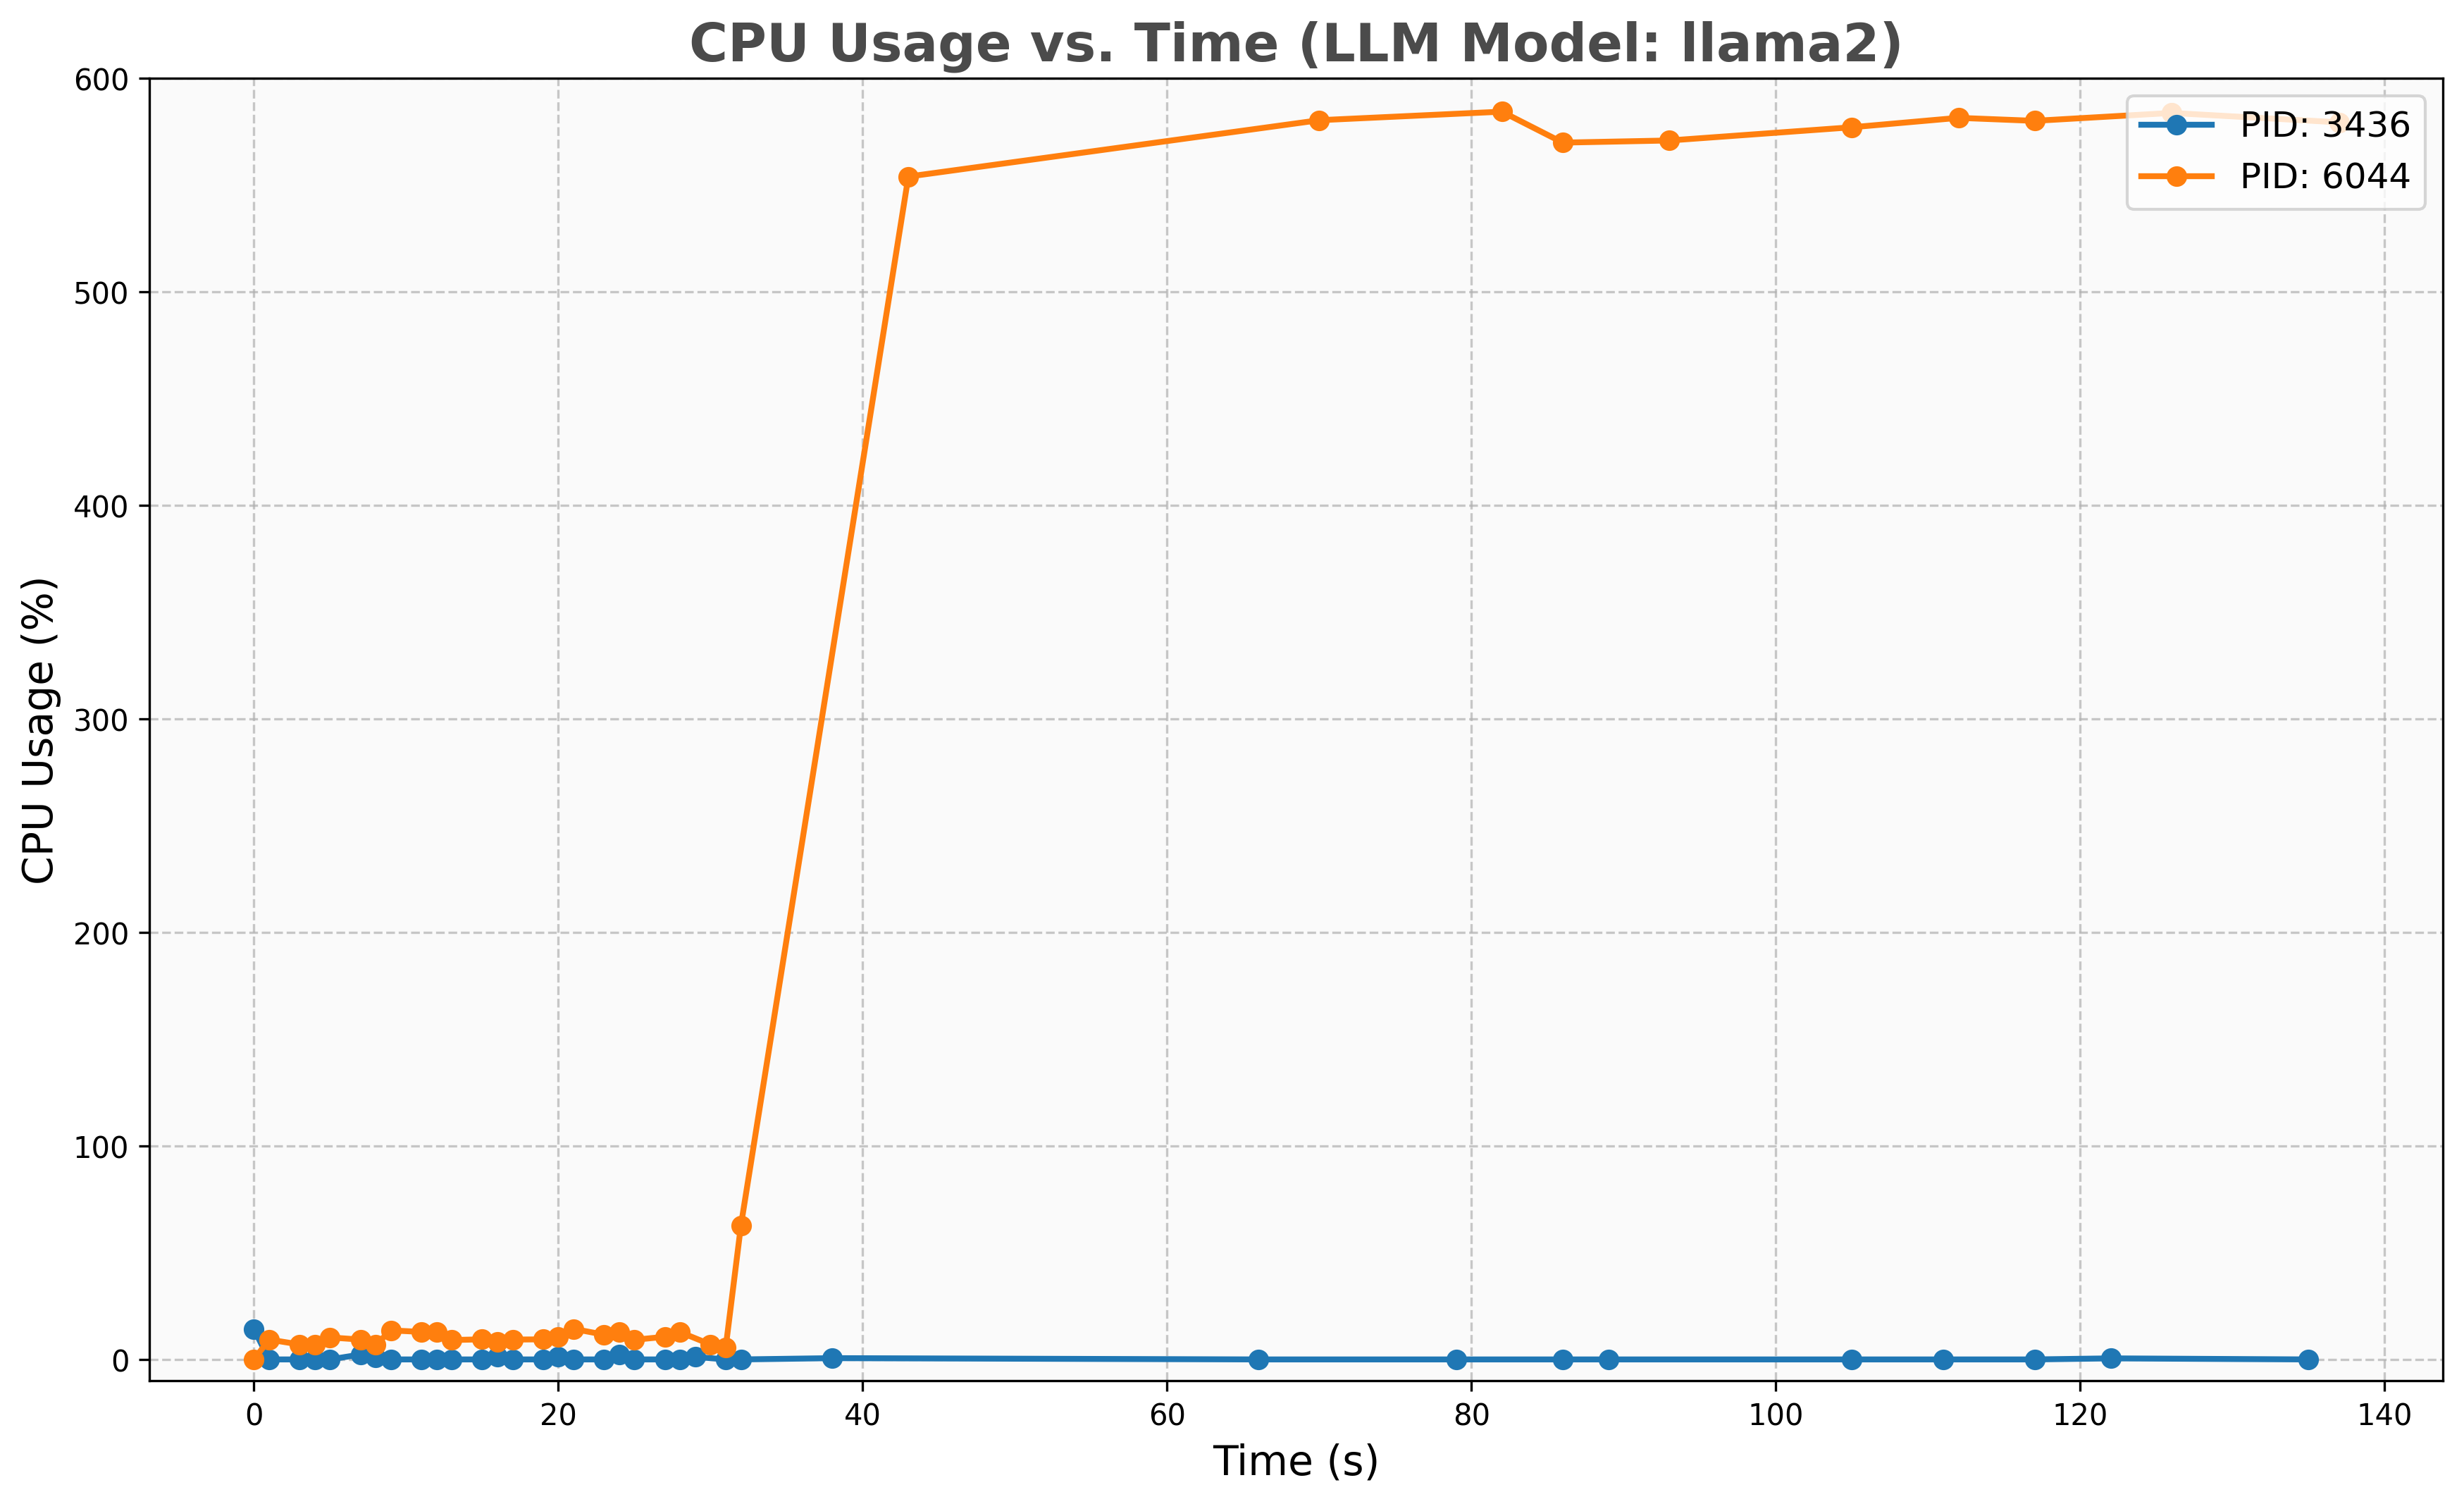 CPU Usage vs. Time (LLM Model: llama2)
600
500
400
300
200
100
0
CPU Usage (%)
PID: 3436
PID: 6044
0 20 40 60 80 100 120 140
Time (s)